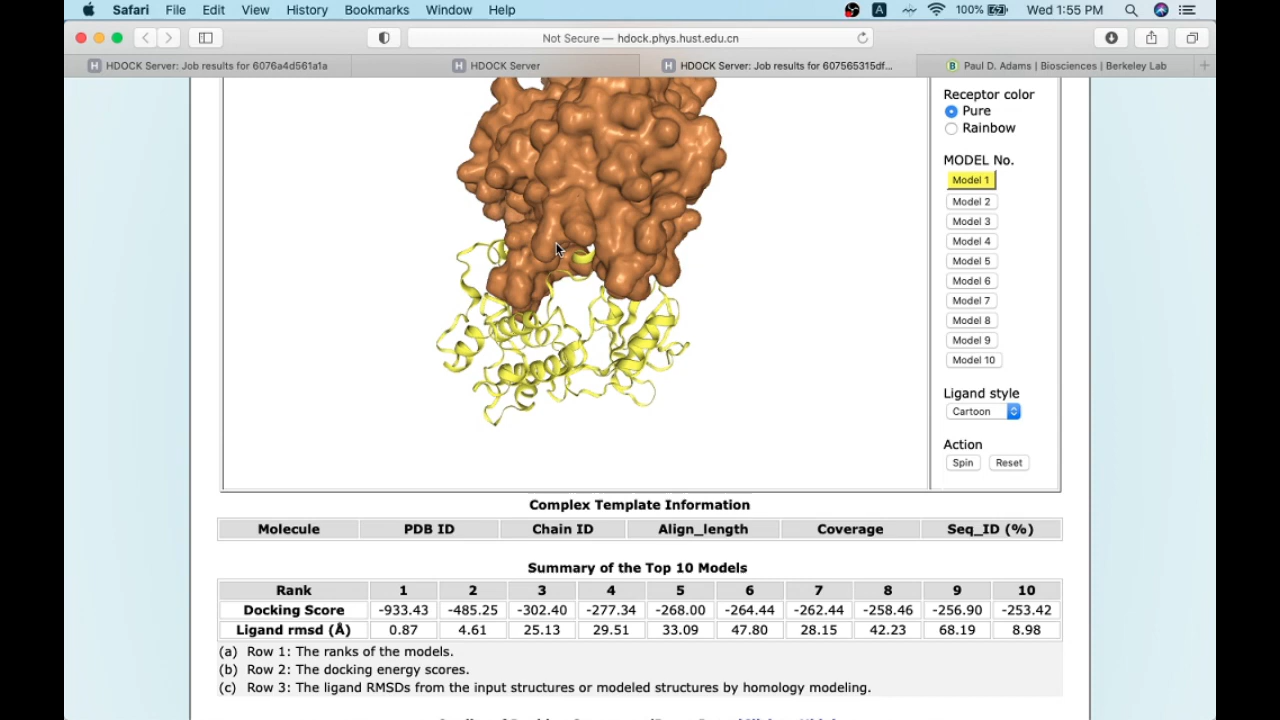 Safari File Edit View History Bookmarks Window Help A 100% Wed 1:55 PM
Not Secure — hdock.phys.hust.edu.cn
H HDOCK Server: Job results for 6076a4d561a1a H HDOCK Server H HDOCK Server: Job results for 607565315df... B Paul D. Adams | Biosciences | Berkeley Lab +
Receptor color
Pure
Rainbow
MODEL No.
Model 1
Model 2
Model 3
Model 4
Model 5
Model 6
Model 7
Model 8
Model 9
Model 10
Ligand style
Cartoon
Action
Spin Reset
Complex Template Information
Molecule PDB ID Chain ID Align_length Coverage Seq_ID (%)
Summary of the Top 10 Models
Rank 1 2 3 4 5 6 7 8 9 10
Docking Score -933.43 -485.25 -302.40 -277.34 -268.00 -264.44 -262.44 -258.46 -256.90 -253.42
Ligand rmsd (Å) 0.87 4.61 25.13 29.51 33.09 47.80 28.15 42.23 68.19 8.98
(a) Row 1: The ranks of the models.
(b) Row 2: The docking energy scores.
(c) Row 3: The ligand RMSDs from the input structures or modeled structures by homology modeling.